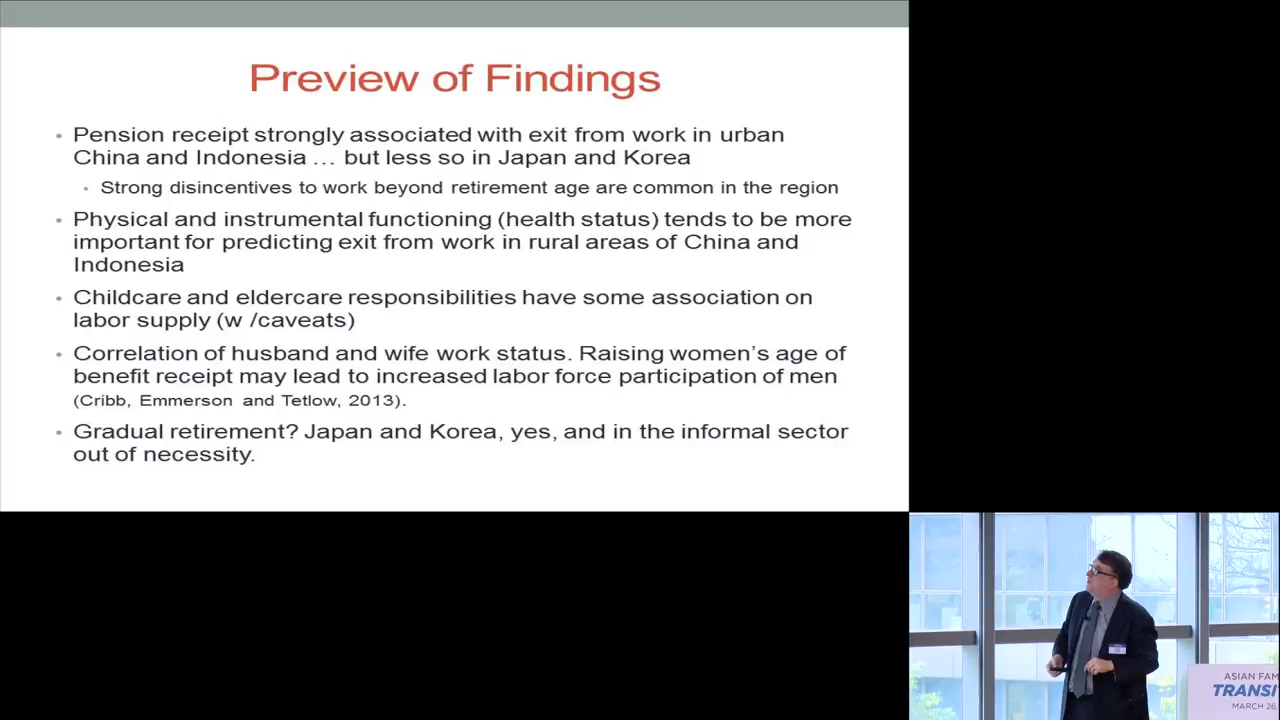 Preview of Findings
• Pension receipt strongly associated with exit from work in urban
China and Indonesia … but less so in Japan and Korea
• Strong disincentives to work beyond retirement age are common in the region
• Physical and instrumental functioning (health status) tends to be more
important for predicting exit from work in rural areas of China and
Indonesia
• Childcare and eldercare responsibilities have some association on
labor supply (w /caveats)
• Correlation of husband and wife work status. Raising women’s age of
benefit receipt may lead to increased labor force participation of men
(Cribb, Emmerson and Tetlow, 2013).
• Gradual retirement? Japan and Korea, yes, and in the informal sector
out of necessity.
ASIAN FAM
TRANSI
MARCH 26